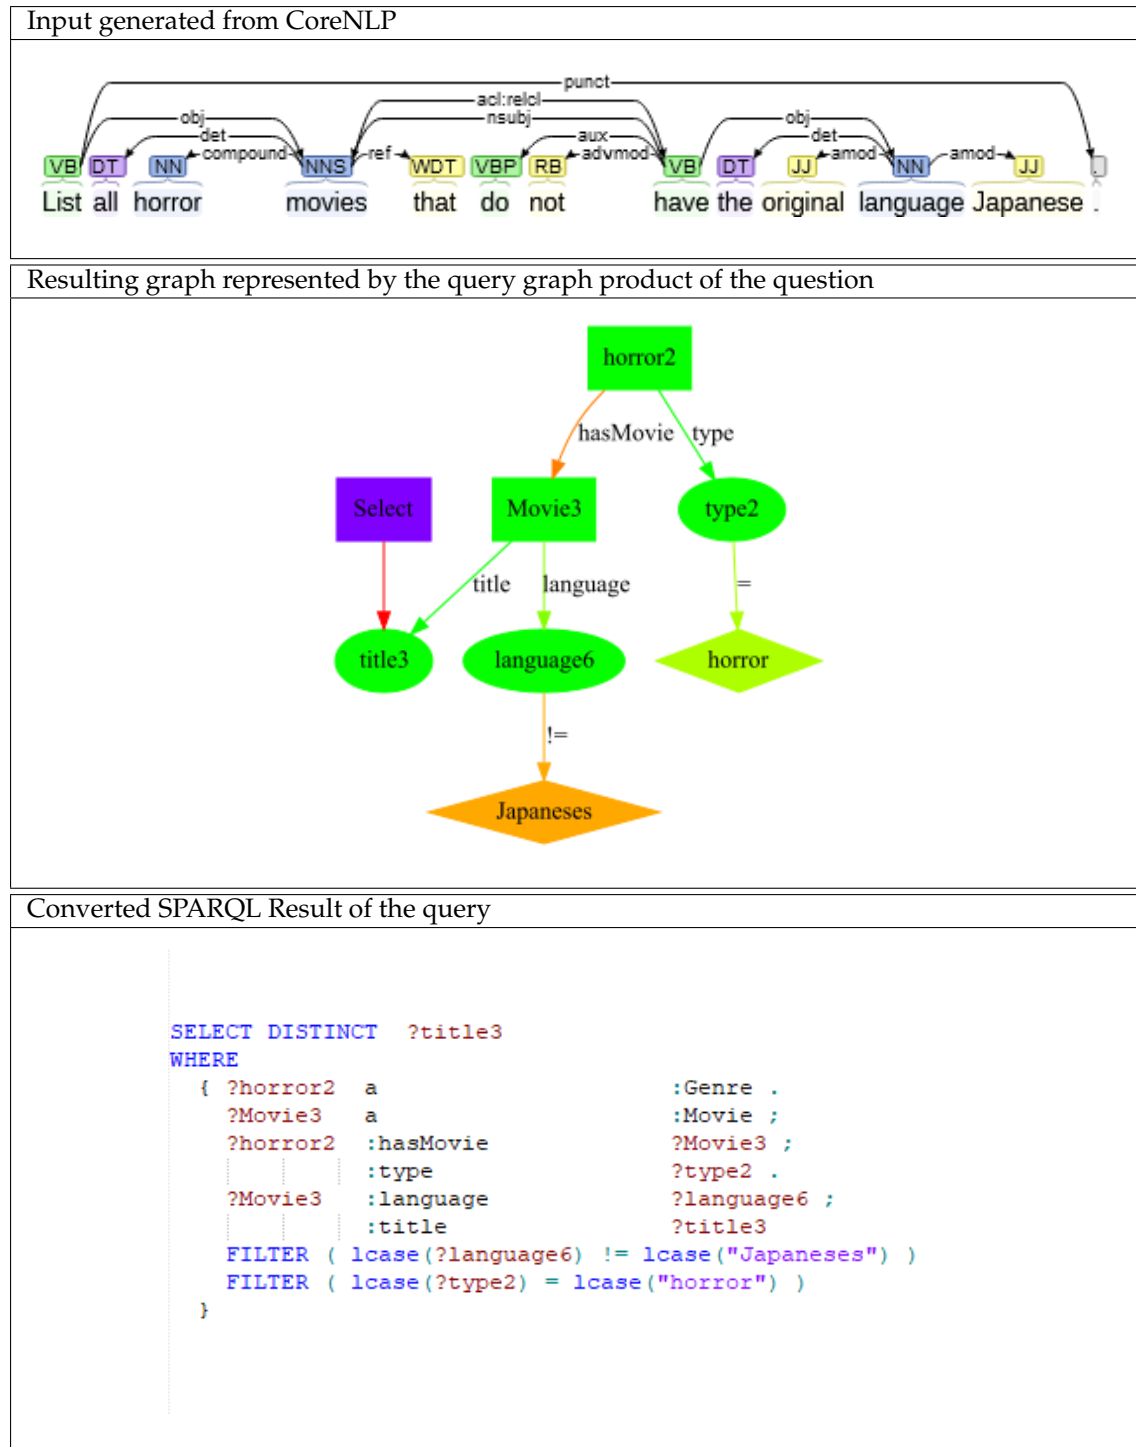 Input generated from CoreNLP
punct
acl:relcl
obj nsubj obj
det aux det
compound ref advmod amod amod
VB DT NN NNS WDT VBP RB VB DT JJ NN JJ .
List all horror movies that do not have the original language Japanese .
Resulting graph represented by the query graph product of the question
horror2
hasMovie type
Select Movie3 type2
title language =
title3 language6 horror
!=
Japaneses
Converted SPARQL Result of the query
SELECT DISTINCT ?title3
WHERE
{ ?horror2 a :Genre .
?Movie3 a :Movie ;
?horror2 :hasMovie ?Movie3 ;
:type ?type2 .
?Movie3 :language ?language6 ;
:title ?title3
FILTER ( lcase(?language6) != lcase("Japaneses") )
FILTER ( lcase(?type2) = lcase("horror") )
}